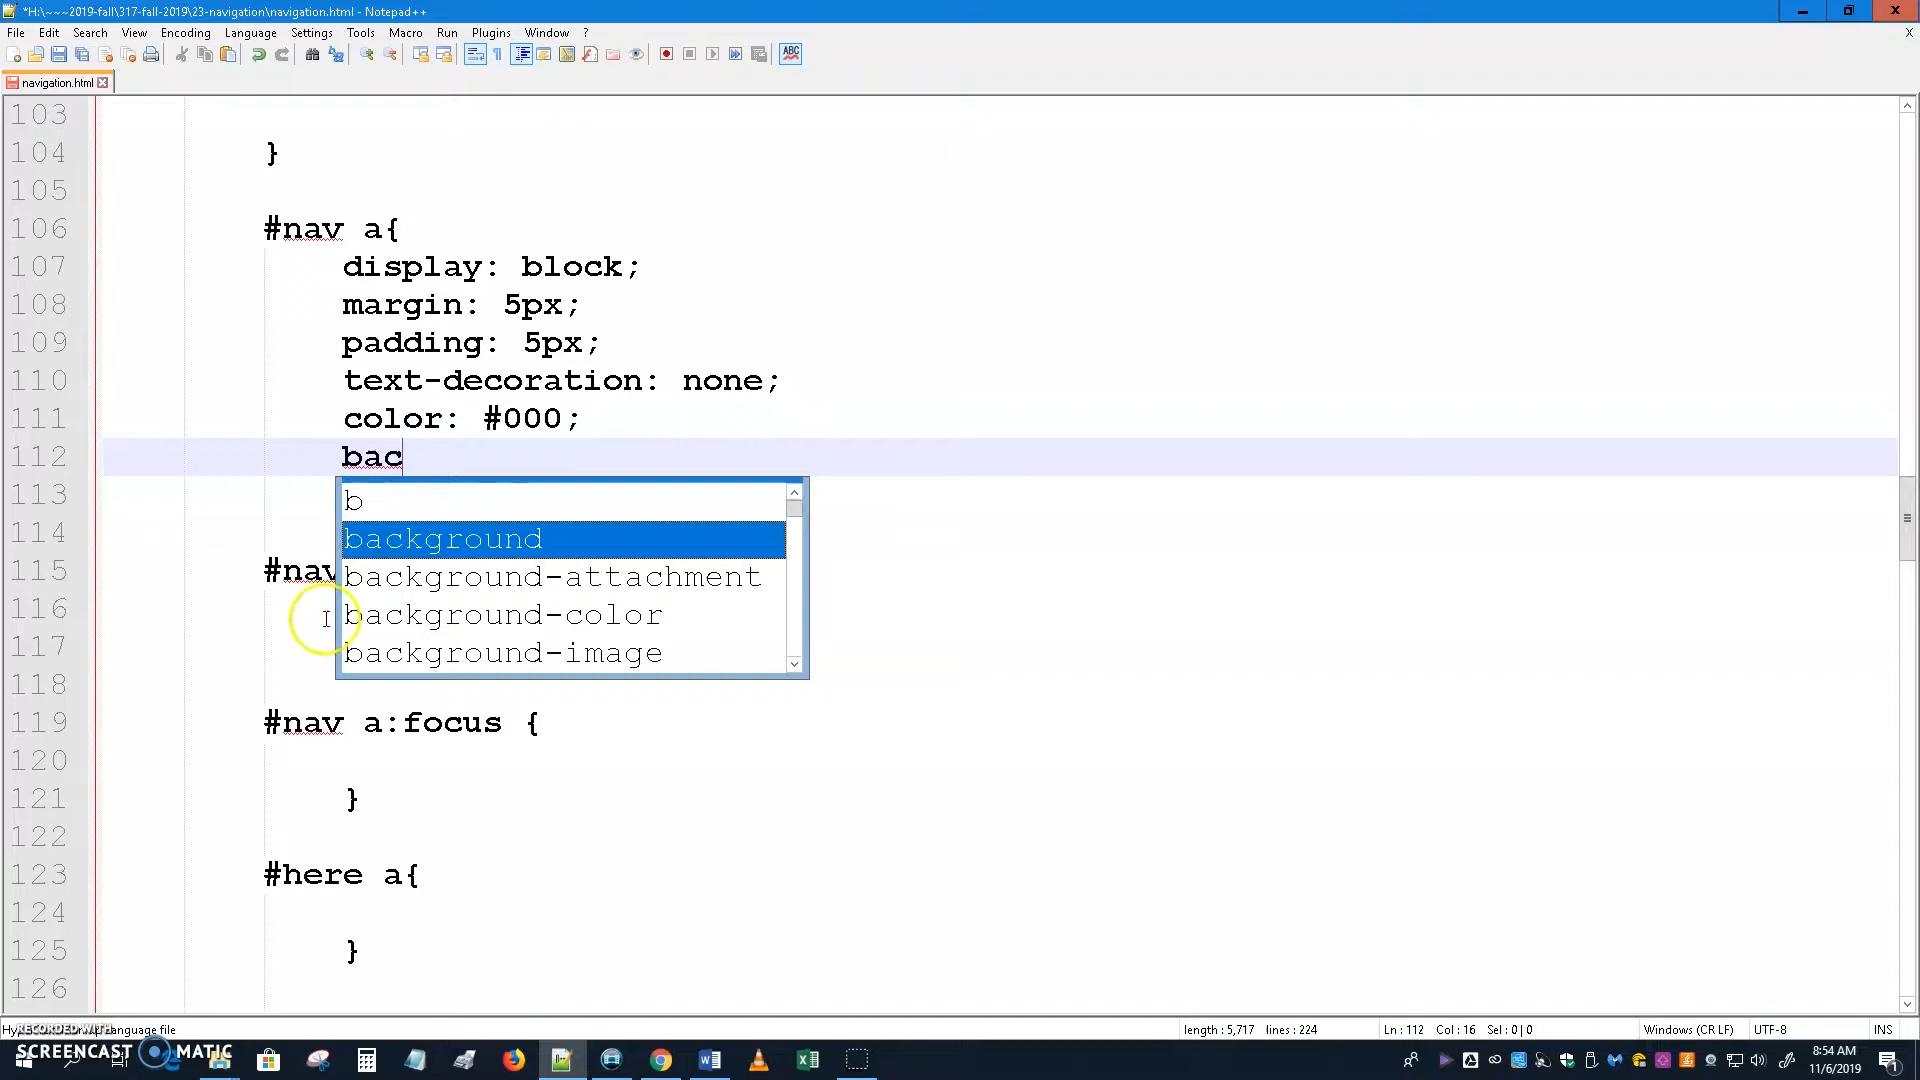 *H:\~~~2019-fall\317-fall-2019\23-navigation\navigation.html - Notepad++
File Edit Search View Encoding Language Settings Tools Macro Run Plugins Window ? X
ABC
navigation.html
103
104 }
105
106 #nav a{
107 display: block;
108 margin: 5px;
109 padding: 5px;
110 text-decoration: none;
111 color: #000;
112 bac
113 b
114 background
115 #nav background-attachment
116 background-color
117 background-image
118
119 #nav a:focus {
120
121 }
122
123 #here a{
124
125 }
126
length : 5,717 lines : 224 Ln : 112 Col : 16 Sel : 0 | 0 Windows (CR LF) UTF-8 INS
RECORDED WITH
SCREENCAST MATIC
8:54 AM
11/6/2019
1